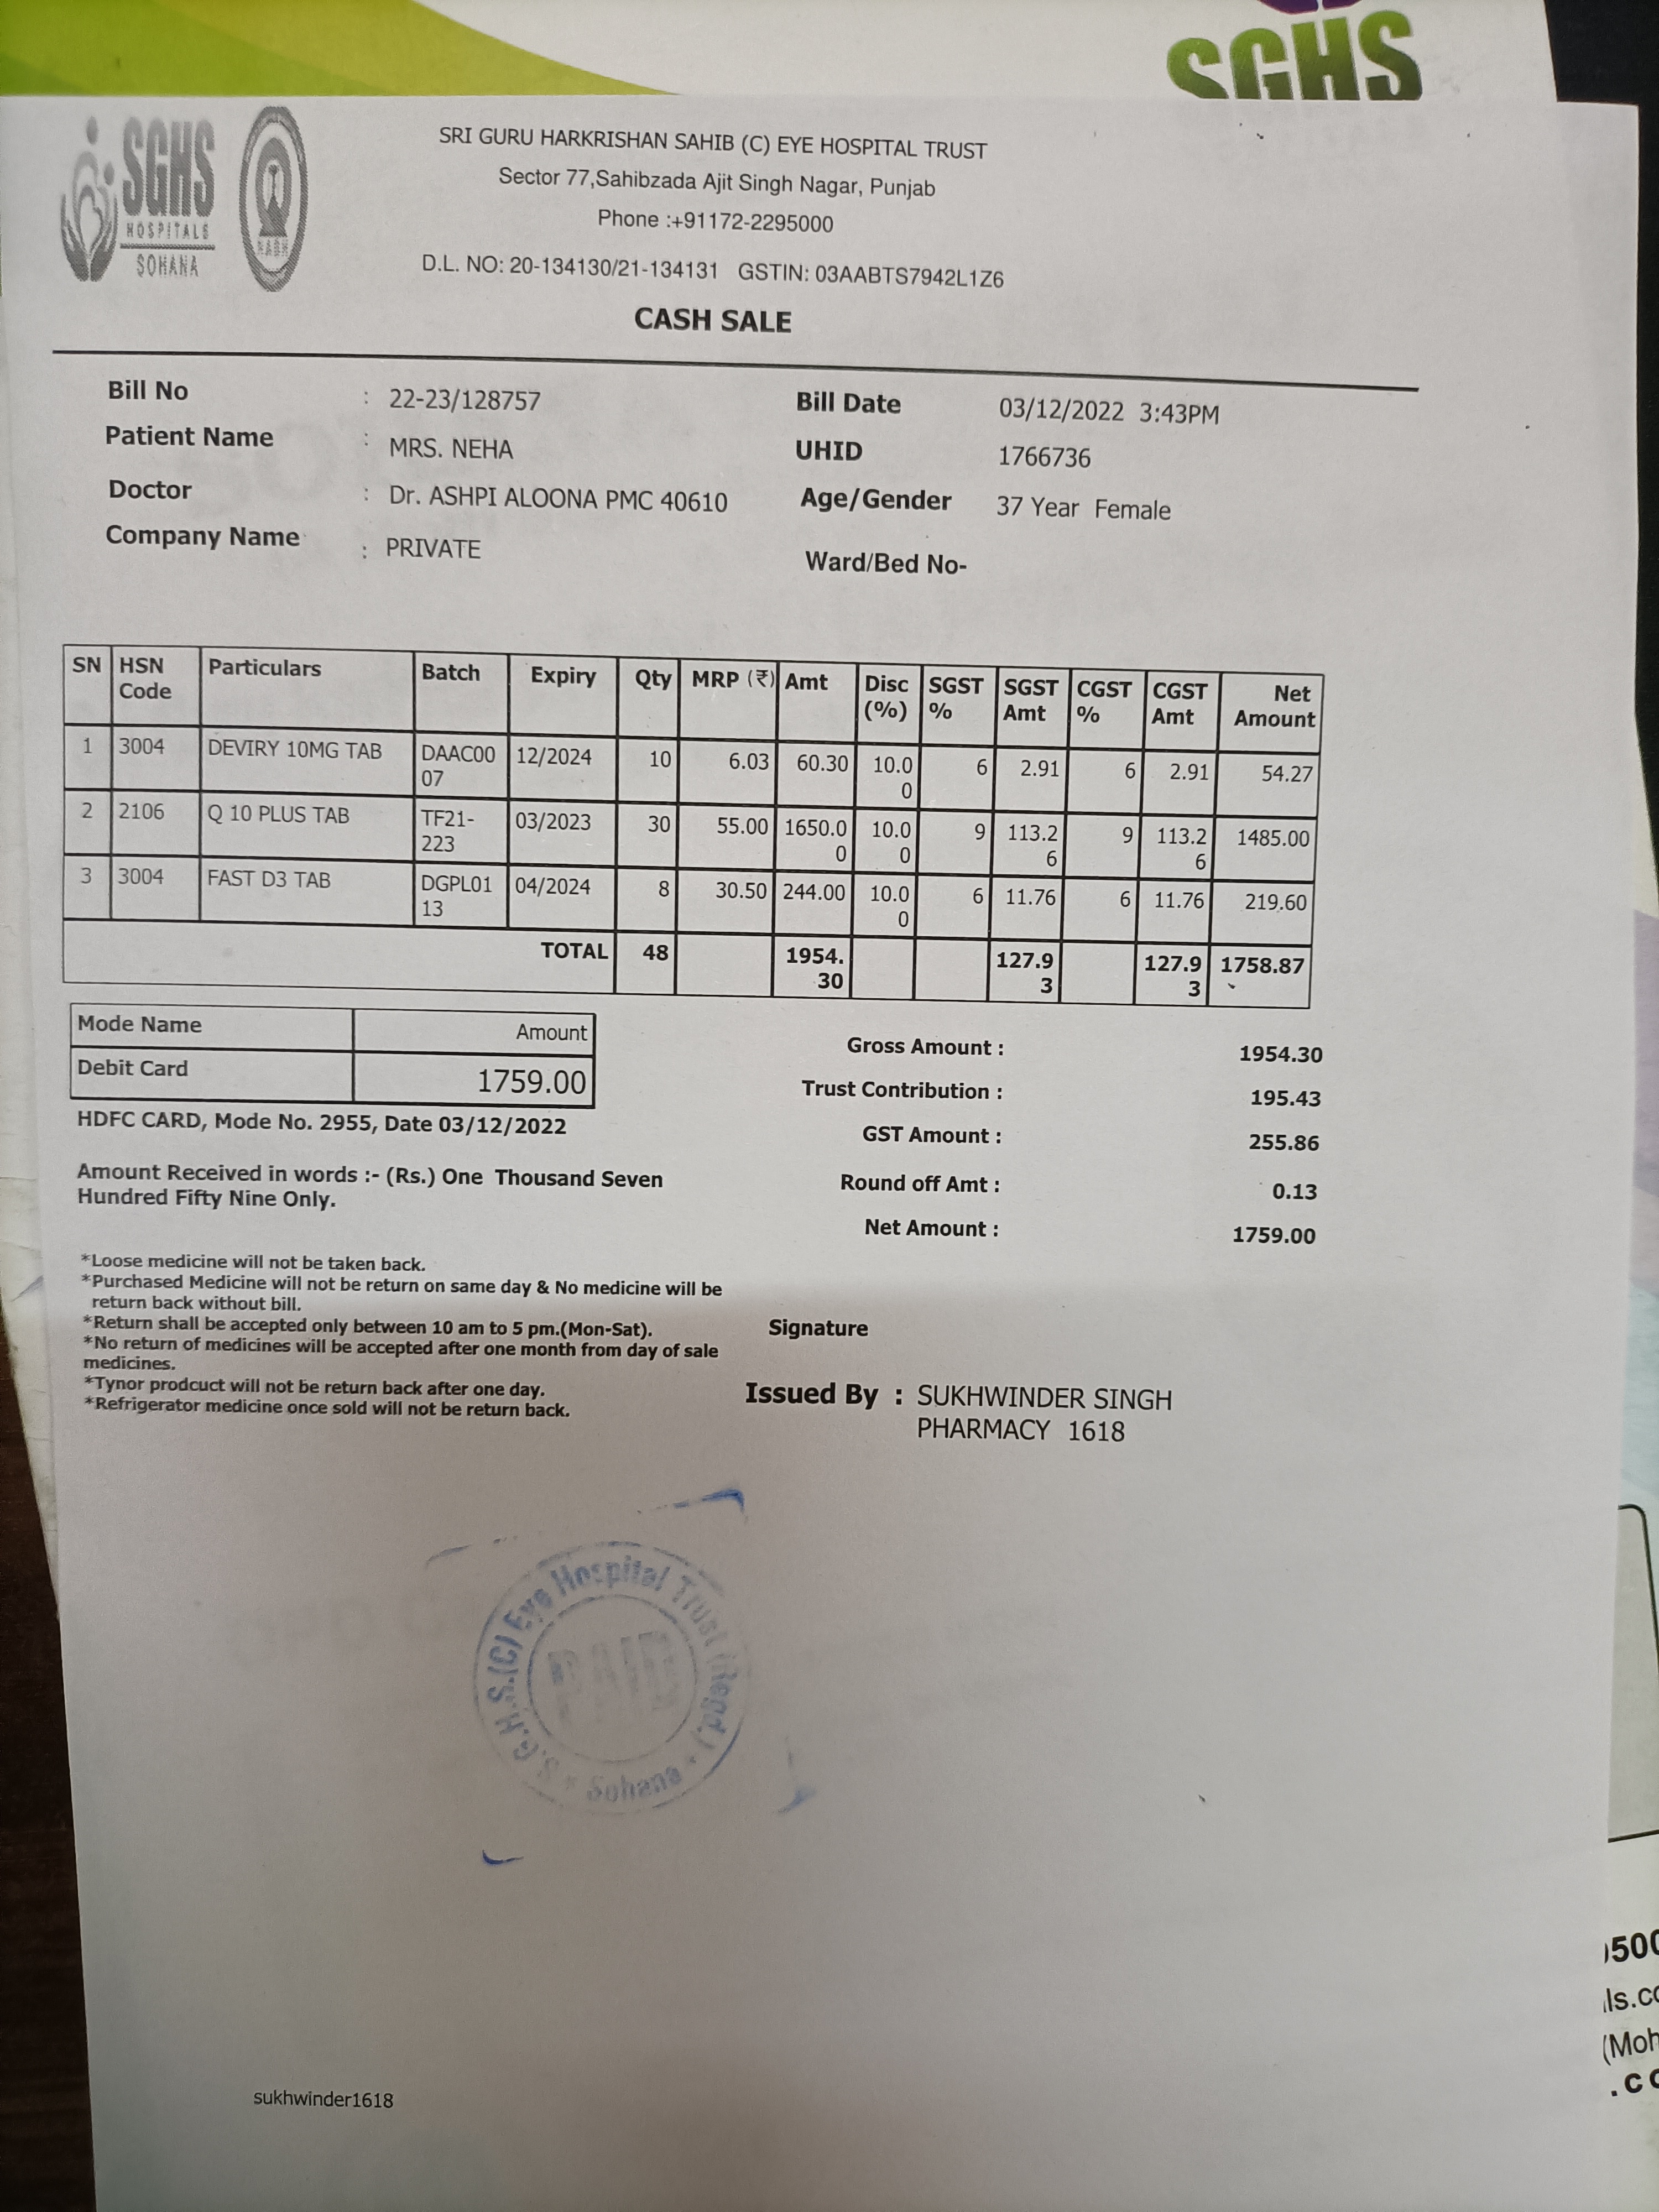 SGHS
SGHS
HOSPITALS
SOHANA
NABH
SRI GURU HARKRISHAN SAHIB (C) EYE HOSPITAL TRUST
Sector 77,Sahibzada Ajit Singh Nagar, Punjab
Phone :+91172-2295000
D.L. NO: 20-134130/21-134131 GSTIN: 03AABTS7942L1Z6
CASH SALE
Bill No : 22-23/128757 Bill Date 03/12/2022 3:43PM
Patient Name : MRS. NEHA UHID 1766736
Doctor : Dr. ASHPI ALOONA PMC 40610 Age/Gender 37 Year Female
Company Name : PRIVATE Ward/Bed No-
SN HSN Code Particulars Batch Expiry Qty MRP (₹) Amt Disc (%) SGST % SGST Amt CGST % CGST Amt Net Amount
1 3004 DEVIRY 10MG TAB DAAC0007 12/2024 10 6.03 60.30 10.00 6 2.91 6 2.91 54.27
2 2106 Q 10 PLUS TAB TF21-223 03/2023 30 55.00 1650.00 10.00 9 113.26 9 113.26 1485.00
3 3004 FAST D3 TAB DGPL0113 04/2024 8 30.50 244.00 10.00 6 11.76 6 11.76 219.60
TOTAL 48 1954.30 127.93 127.93 1758.87
Mode Name Amount
Debit Card 1759.00
HDFC CARD, Mode No. 2955, Date 03/12/2022
Amount Received in words :- (Rs.) One Thousand Seven
Hundred Fifty Nine Only.
Gross Amount : 1954.30
Trust Contribution : 195.43
GST Amount : 255.86
Round off Amt : 0.13
Net Amount : 1759.00
*Loose medicine will not be taken back.
*Purchased Medicine will not be return on same day & No medicine will be
return back without bill.
*Return shall be accepted only between 10 am to 5 pm.(Mon-Sat).
*No return of medicines will be accepted after one month from day of sale
medicines.
*Tynor prodcuct will not be return back after one day.
*Refrigerator medicine once sold will not be return back.
Signature
Issued By : SUKHWINDER SINGH
PHARMACY 1618
S.G.H.S.(C) Eye Hospital Trust (Regd.)
PAID
* Sohana *
sukhwinder1618
(Moh